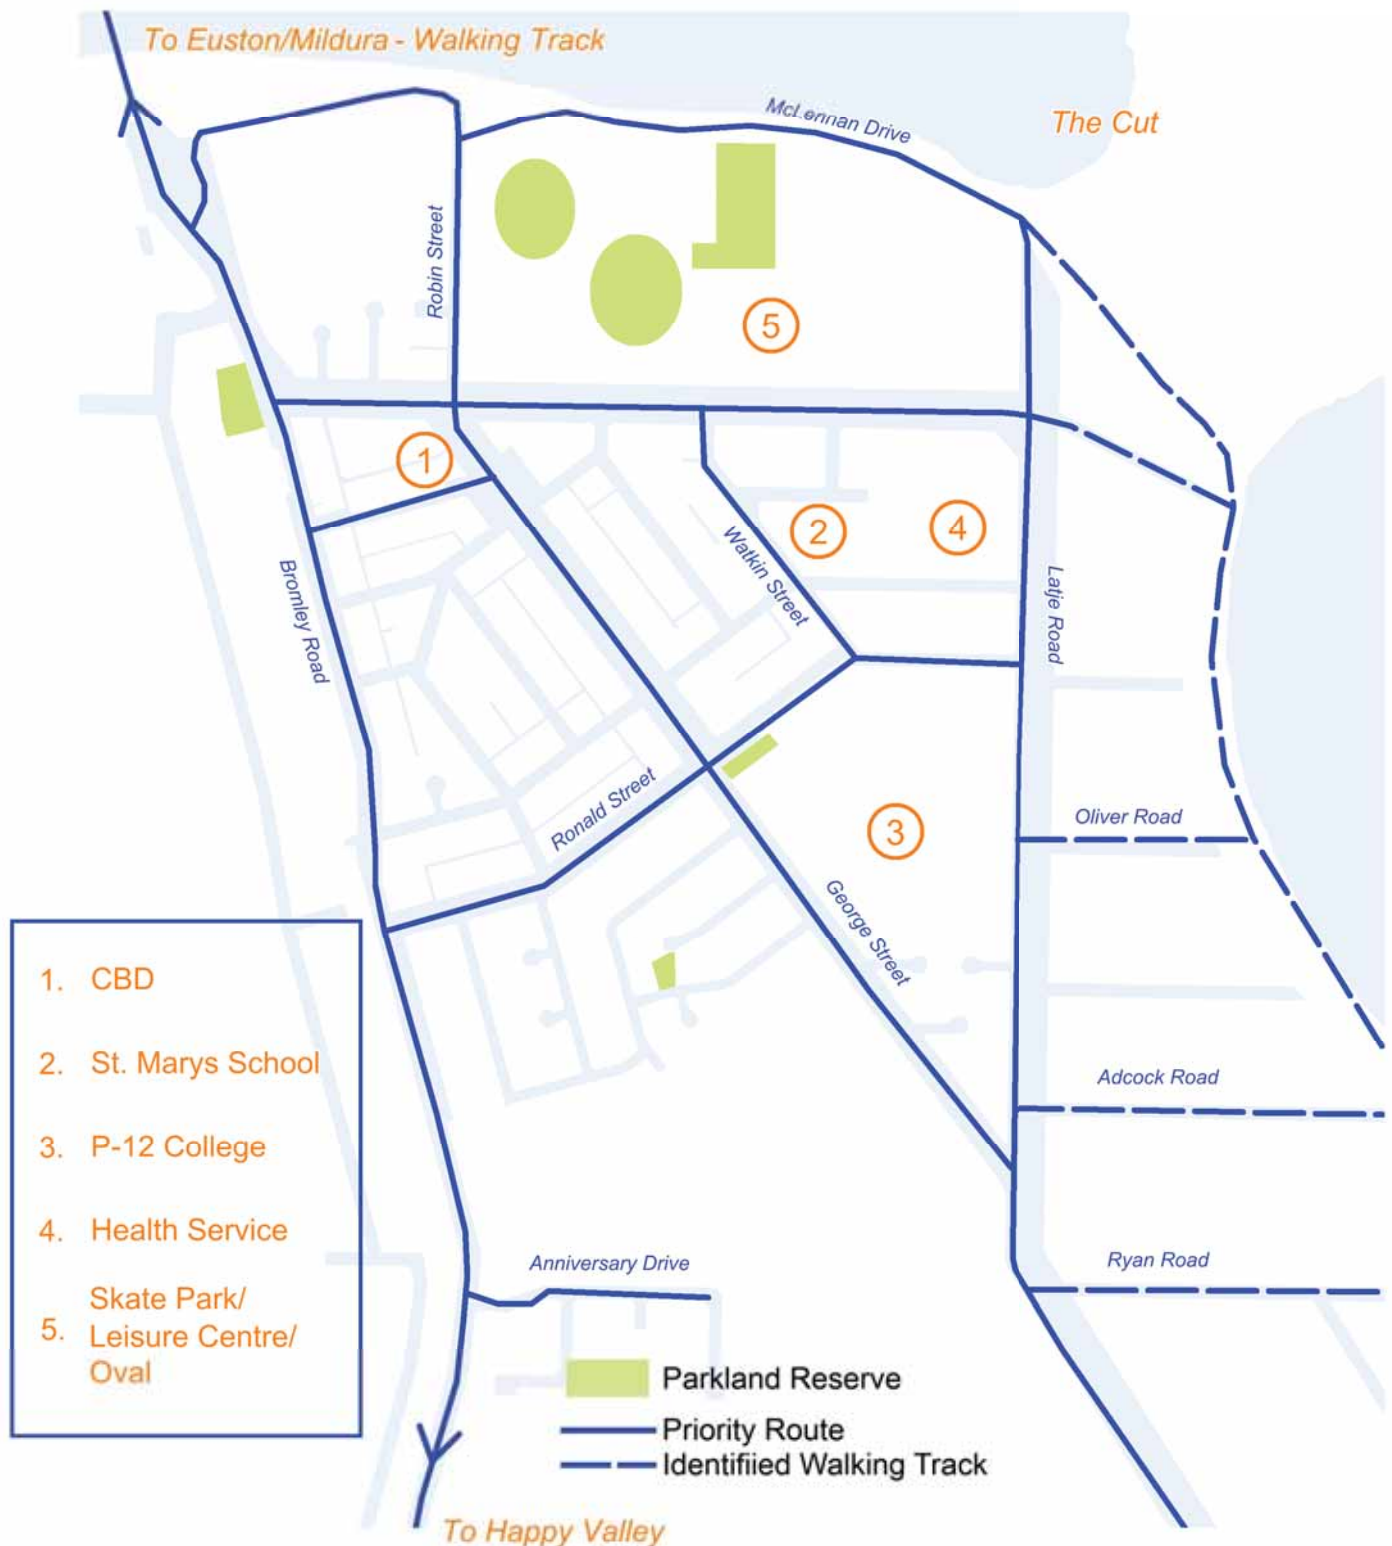 To Euston/Mildura - Walking Track
McLennan Drive
The Cut
Robin Street
5
1
2
4
Watkin Street
Latje Road
Bromley Road
Ronald Street
Oliver Road
3
George Street
1. CBD
2. St. Marys School
3. P-12 College
4. Health Service
5. Skate Park/
Leisure Centre/
Oval
Adcock Road
Anniversary Drive
Ryan Road
Parkland Reserve
Priority Route
Identifiied Walking Track
To Happy Valley